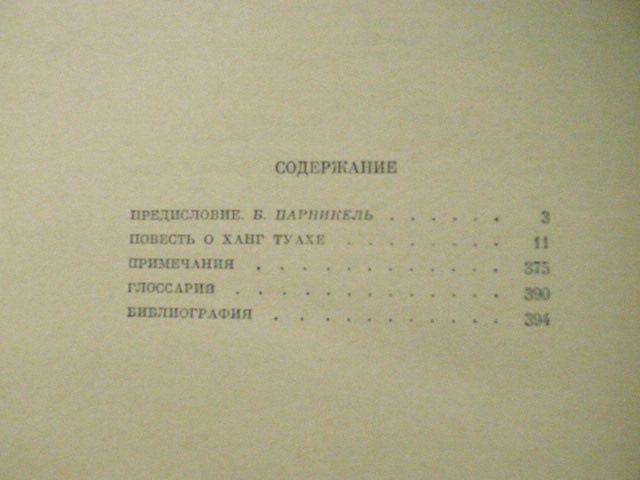 СОДЕРЖАНИЕ
ПРЕДИСЛОВИЕ. Б. ПАРНИКЕЛЬ . . . . . . 3
ПОВЕСТЬ О ХАНГ ТУАХЕ . . . . . . . . 11
ПРИМЕЧАНИЯ . . . . . . . . . . . 375
ГЛОССАРИЙ . . . . . . . . . . . . 390
БИБЛИОГРАФИЯ . . . . . . . . . . 394